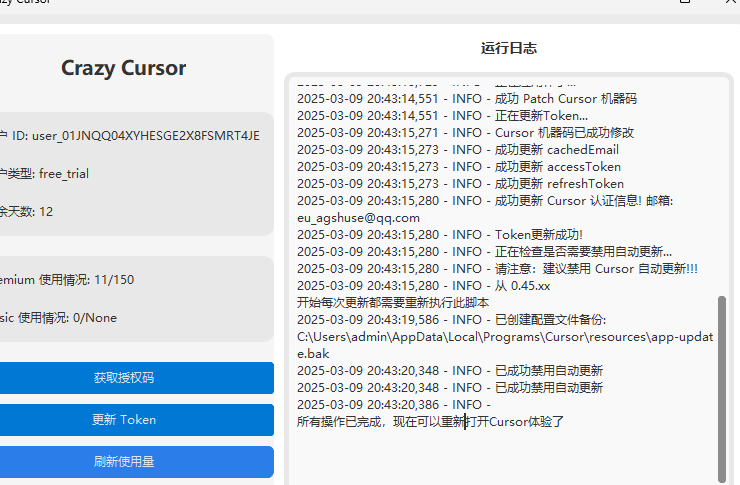 Crazy Cursor
ID: user_01JNQQ04XYHESGE2X8FSMRT4JE
户类型: free_trial
余天数: 12
emium 使用情况: 11/150
sic 使用情况: 0/None
获取授权码
更新 Token
刷新使用量
运行日志
2025-03-09 20:43:14,551 - INFO - 成功 Patch Cursor 机器码
2025-03-09 20:43:14,551 - INFO - 正在更新Token...
2025-03-09 20:43:15,271 - INFO - Cursor 机器码已成功修改
2025-03-09 20:43:15,273 - INFO - 成功更新 cachedEmail
2025-03-09 20:43:15,273 - INFO - 成功更新 accessToken
2025-03-09 20:43:15,273 - INFO - 成功更新 refreshToken
2025-03-09 20:43:15,280 - INFO - 成功更新 Cursor 认证信息! 邮箱:
eu_agshuse@qq.com
2025-03-09 20:43:15,280 - INFO - Token更新成功!
2025-03-09 20:43:15,280 - INFO - 正在检查是否需要禁用自动更新...
2025-03-09 20:43:15,280 - INFO - 请注意：建议禁用 Cursor 自动更新!!!
2025-03-09 20:43:15,280 - INFO - 从 0.45.xx
开始每次更新都需要重新执行此脚本
2025-03-09 20:43:19,586 - INFO - 已创建配置文件备份:
C:\Users\admin\AppData\Local\Programs\Cursor\resources\app-updat
e.bak
2025-03-09 20:43:20,348 - INFO - 已成功禁用自动更新
2025-03-09 20:43:20,348 - INFO - 已成功禁用自动更新
2025-03-09 20:43:20,386 - INFO -
所有操作已完成，现在可以重新打开Cursor体验了